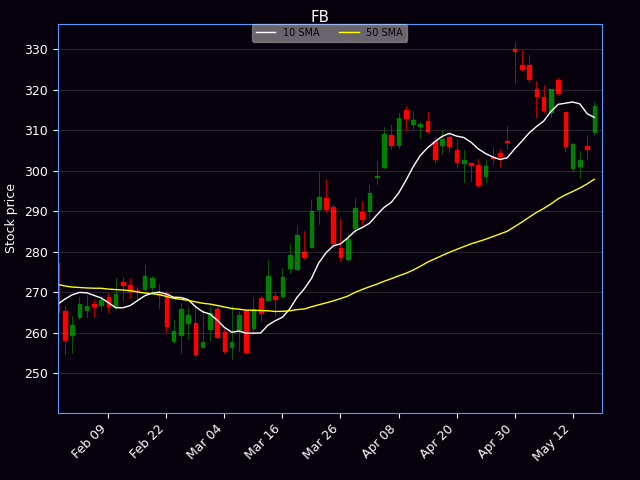 FB
10 SMA
50 SMA
Stock price
330
320
310
300
290
280
270
260
250
Feb 09
Feb 22
Mar 04
Mar 16
Mar 26
Apr 08
Apr 20
Apr 30
May 12